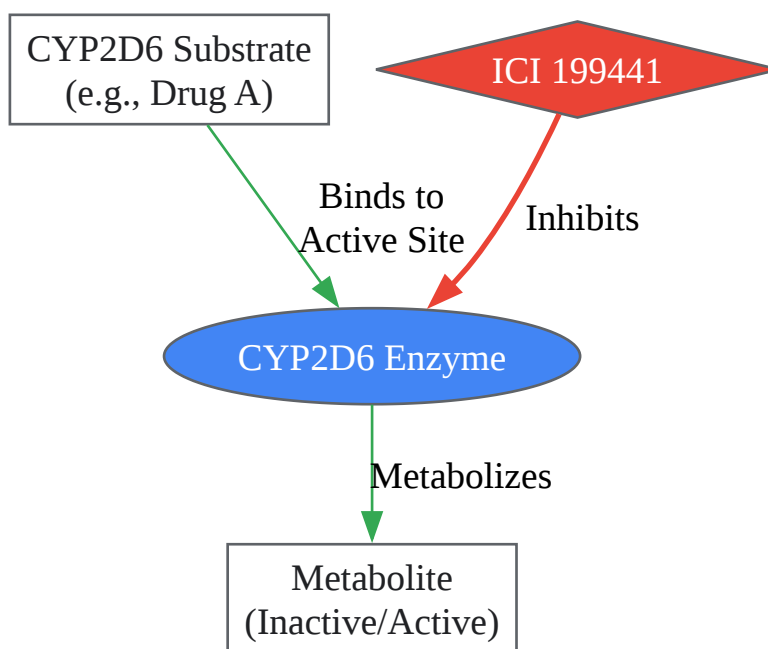 CYP2D6 Substrate
(e.g., Drug A)
ICI 199441
Binds to
Active Site
Inhibits
CYP2D6 Enzyme
Metabolizes
Metabolite
(Inactive/Active)